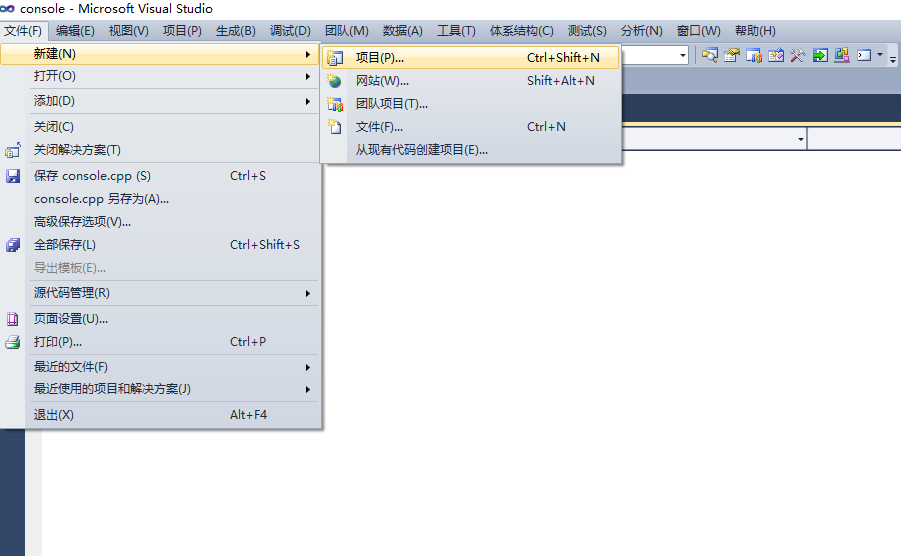 console - Microsoft Visual Studio
文件(F) 编辑(E) 视图(V) 项目(P) 生成(B) 调试(D) 团队(M) 数据(A) 工具(T) 体系结构(C) 测试(S) 分析(N) 窗口(W) 帮助(H)
新建(N)
打开(O)
添加(D)
关闭(C)
关闭解决方案(T)
保存 console.cpp (S) Ctrl+S
console.cpp 另存为(A)...
高级保存选项(V)...
全部保存(L) Ctrl+Shift+S
导出模板(E)...
源代码管理(R)
页面设置(U)...
打印(P)... Ctrl+P
最近的文件(F)
最近使用的项目和解决方案(J)
退出(X) Alt+F4
项目(P)... Ctrl+Shift+N
网站(W)... Shift+Alt+N
团队项目(T)...
文件(F)... Ctrl+N
从现有代码创建项目(E)...